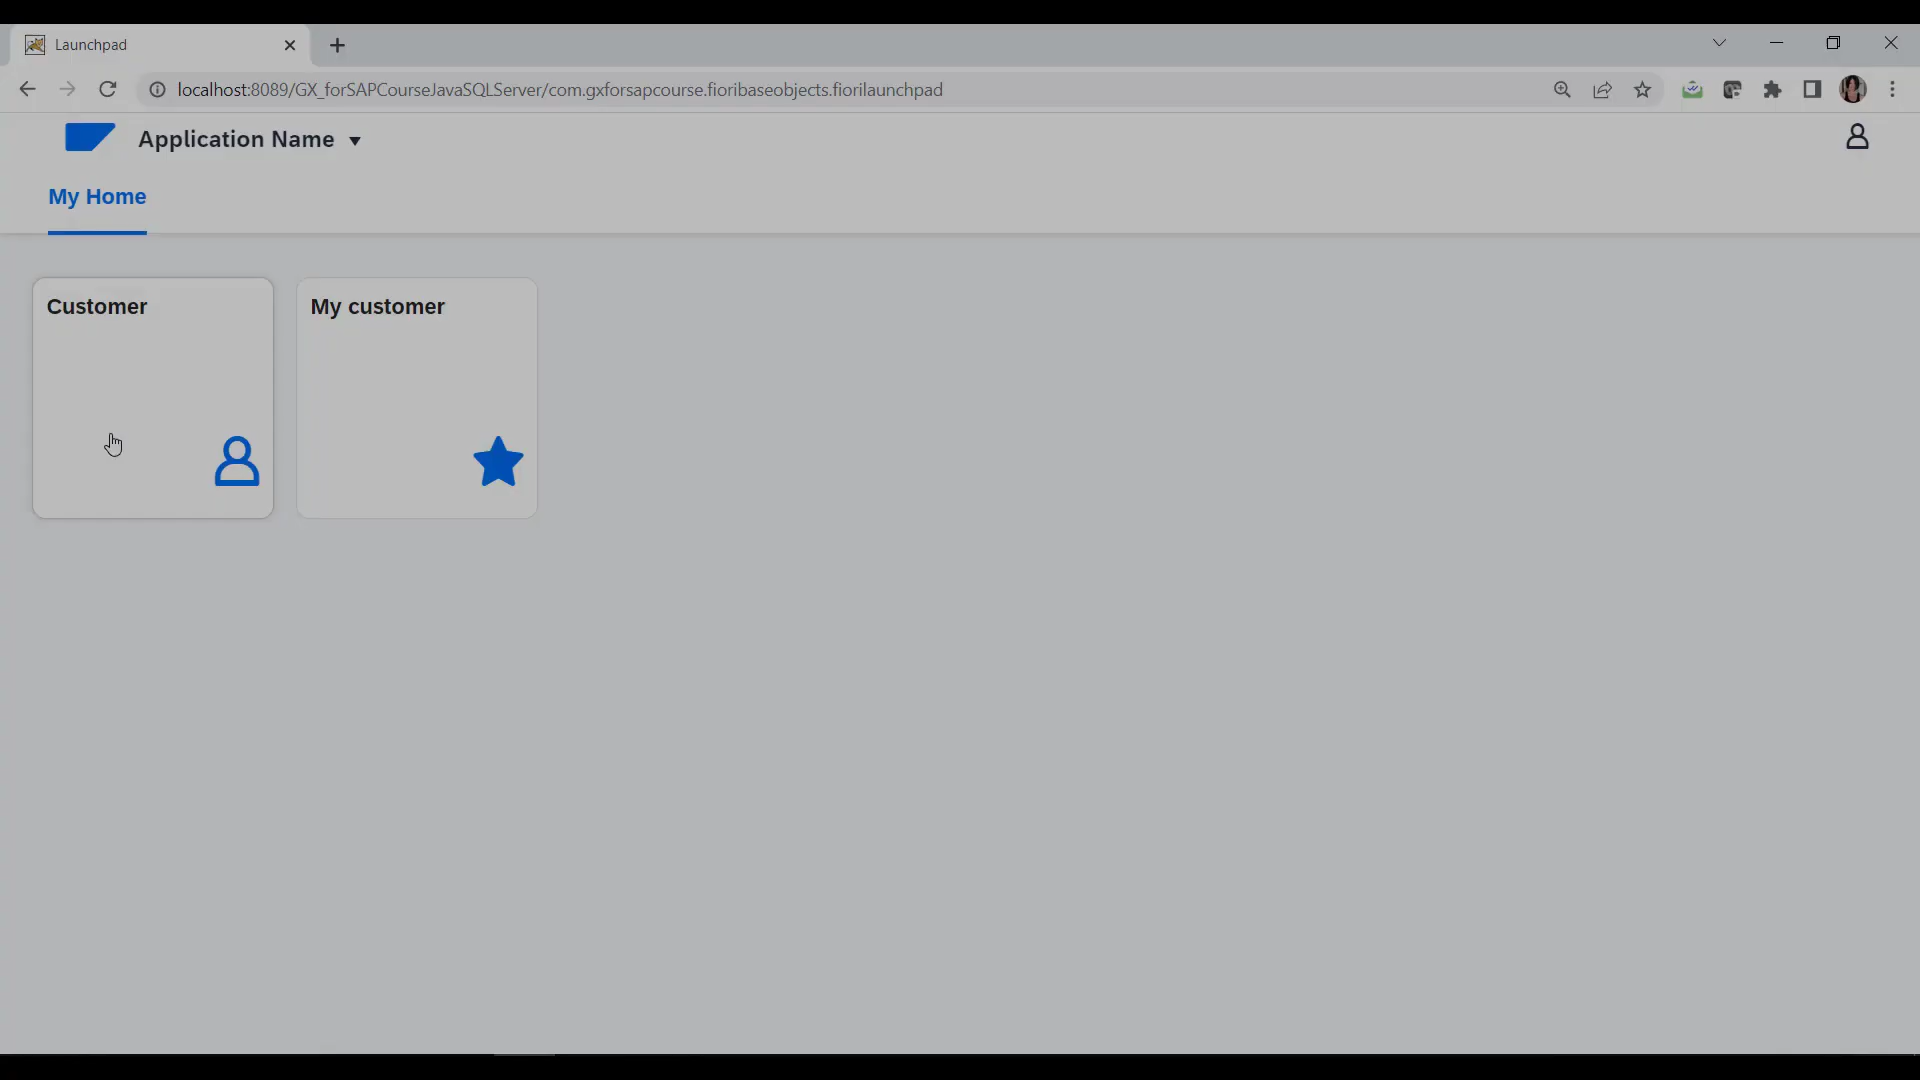 Launchpad
localhost:8089/GX_forSAPCourseJavaSQLServer/com.gxforsapcourse.fioribaseobjects.fiorilaunchpad
Application Name
My Home
Customer
My customer